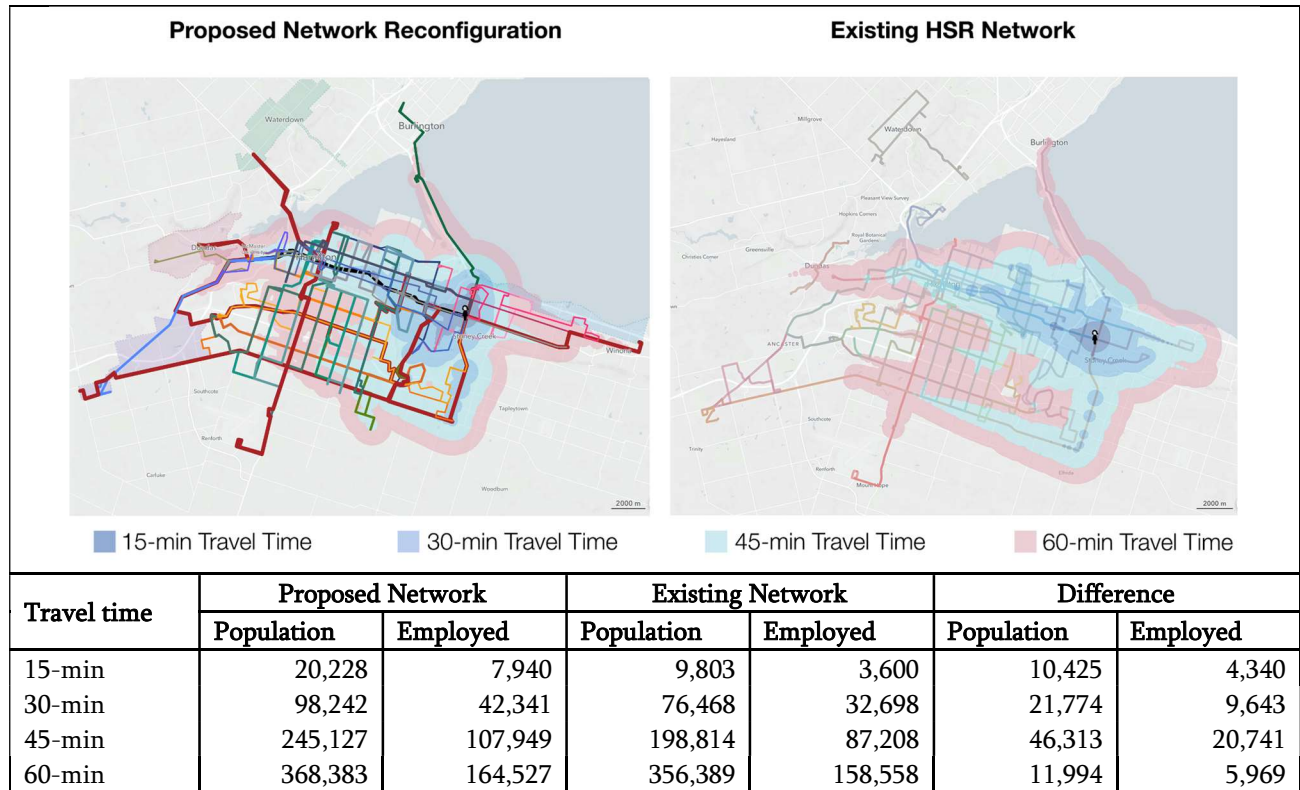 Proposed Network Reconfiguration
Existing HSR Network
Waterdown
Burlington
Dundas
Hamilton
Stoney Creek
Winona
Southcote
Renforth
Tapleytown
Carluke
Woodburn
2000 m
Millgrove
Hayesland
Waterdown
Burlington
Pleasant View Survey
Hopkins Corners
Royal Botanical
Gardens
Greensville
Christies Corner
Dundas
ANCASTER
Stoney Creek
Southcote
Trinity
Renforth
Mount Hope
2000 m
15-min Travel Time 30-min Travel Time 45-min Travel Time 60-min Travel Time
Travel time Proposed Network Existing Network Difference
Population Employed Population Employed Population Employed
15-min 20,228 7,940 9,803 3,600 10,425 4,340
30-min 98,242 42,341 76,468 32,698 21,774 9,643
45-min 245,127 107,949 198,814 87,208 46,313 20,741
60-min 368,383 164,527 356,389 158,558 11,994 5,969